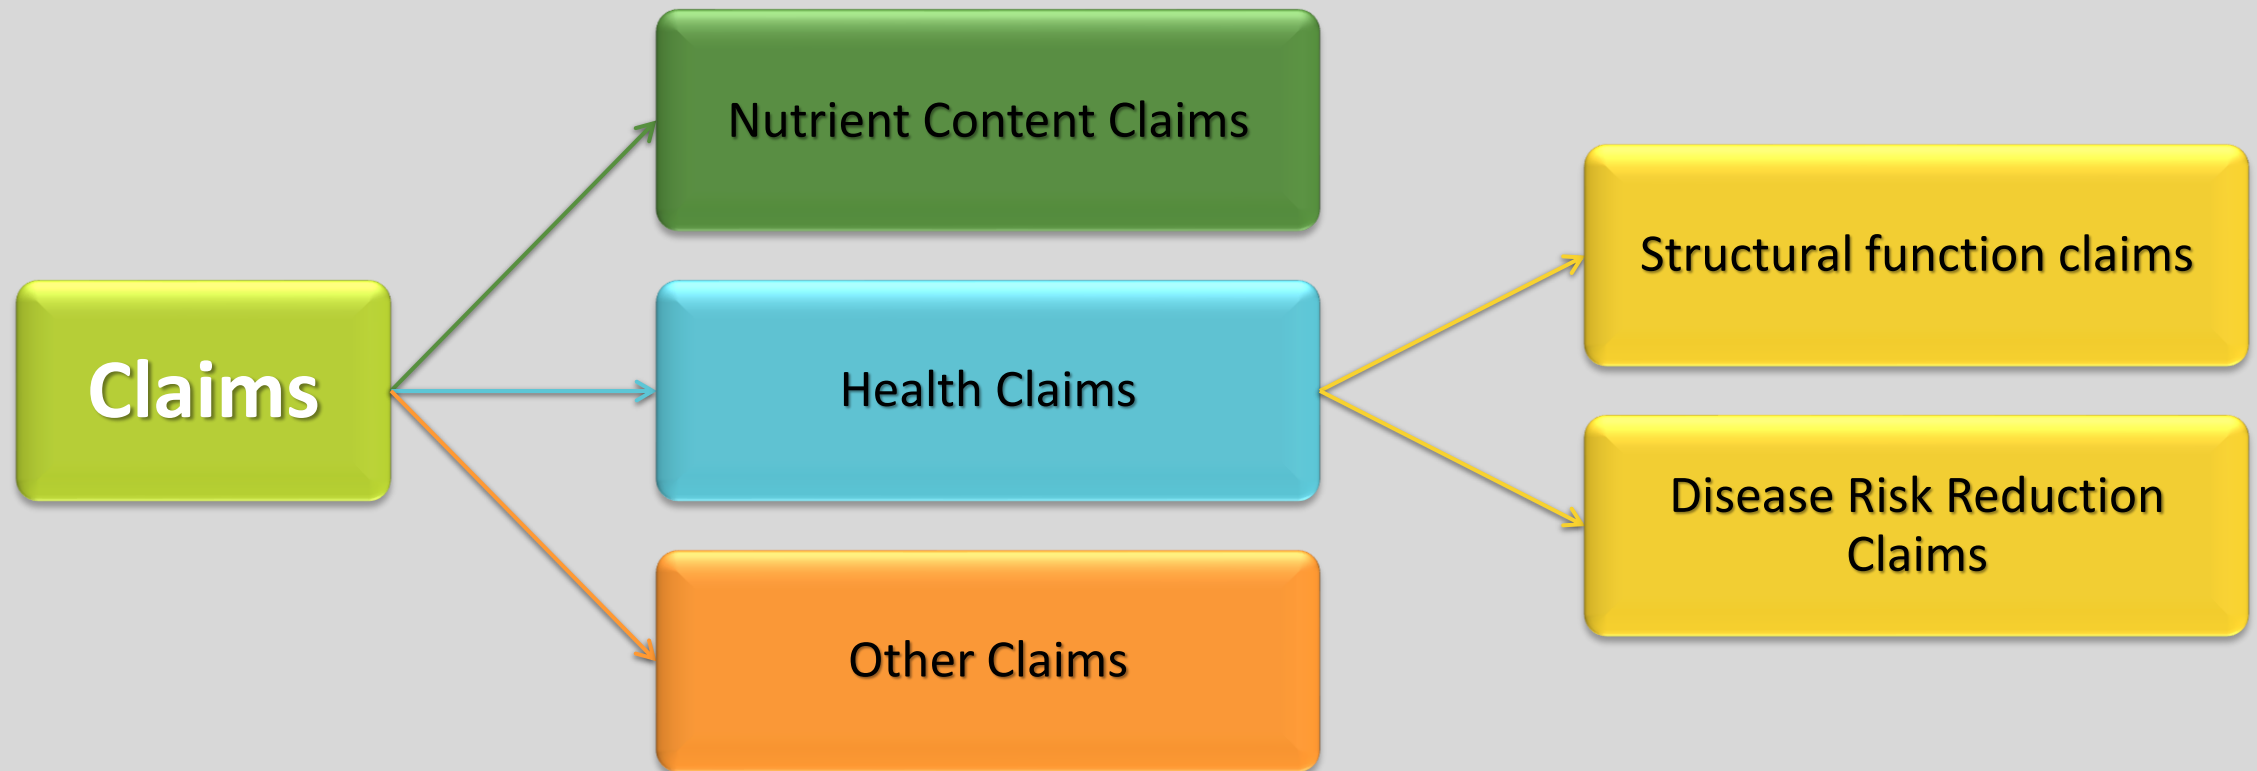 Claims
Nutrient Content Claims
Health Claims
Other Claims
Structural function claims
Disease Risk Reduction
Claims